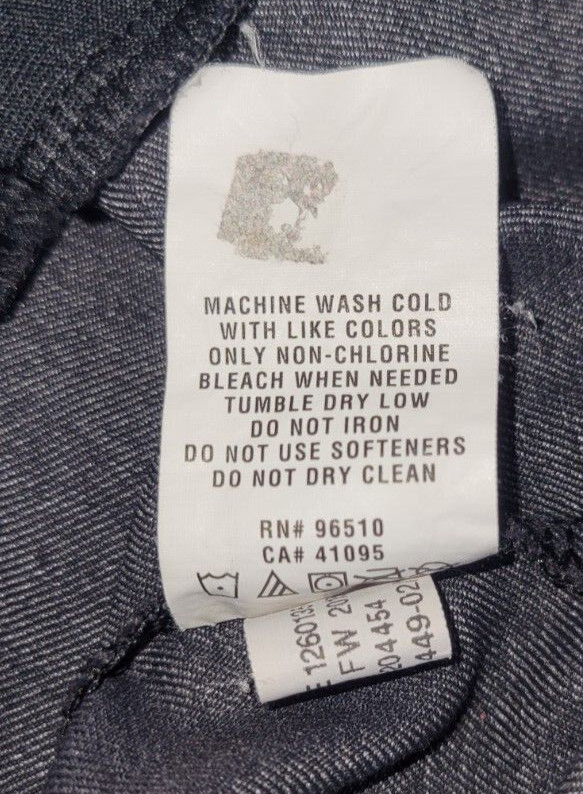 MACHINE WASH COLD
WITH LIKE COLORS
ONLY NON-CHLORINE
BLEACH WHEN NEEDED
TUMBLE DRY LOW
DO NOT IRON
DO NOT USE SOFTENERS
DO NOT DRY CLEAN
RN# 96510
CA# 41095
FW